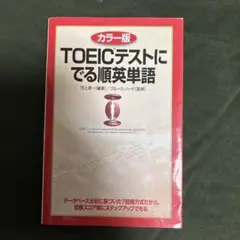 カラー版
TOEICテストに
でる順英単語
データベース分析に基づいた7段階方式だから、
目標スコア別にステップアップできる